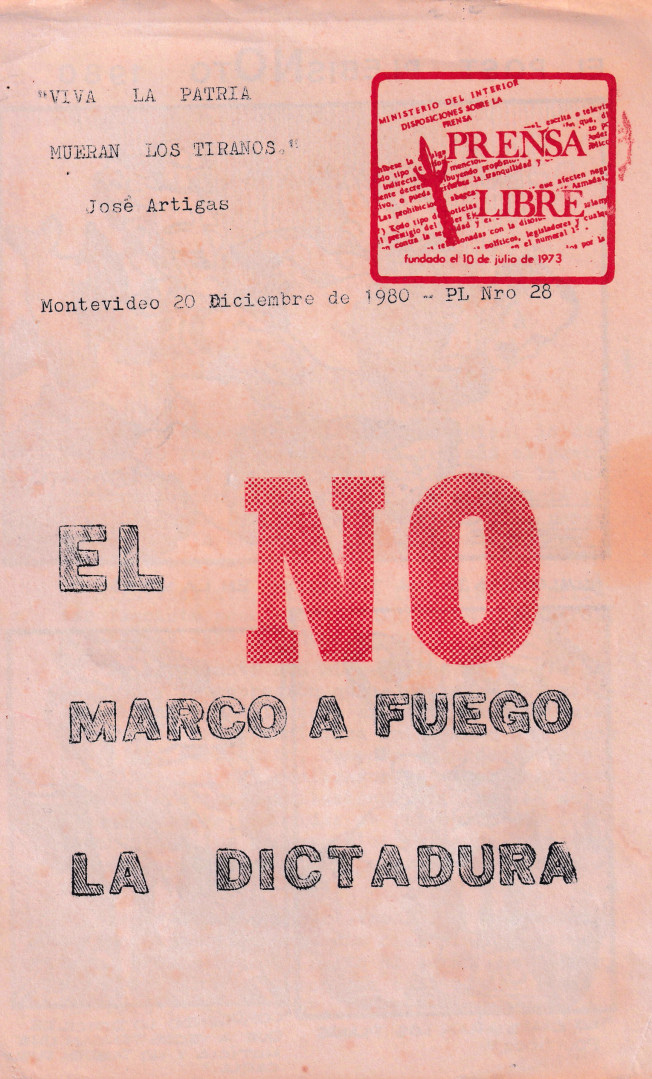 "VIVA LA PATRIA
MUERAN LOS TIRANOS."
José Artigas
MINISTERIO DEL INTERIOR
DISPOSICIONES SOBRE LA
PRENSA
PRENSA
LIBRE
fundado el 10 de julio de 1973
Montevideo 20 Diciembre de 1980 - PL Nro 28
EL NO
MARCO A FUEGO
LA DICTADURA